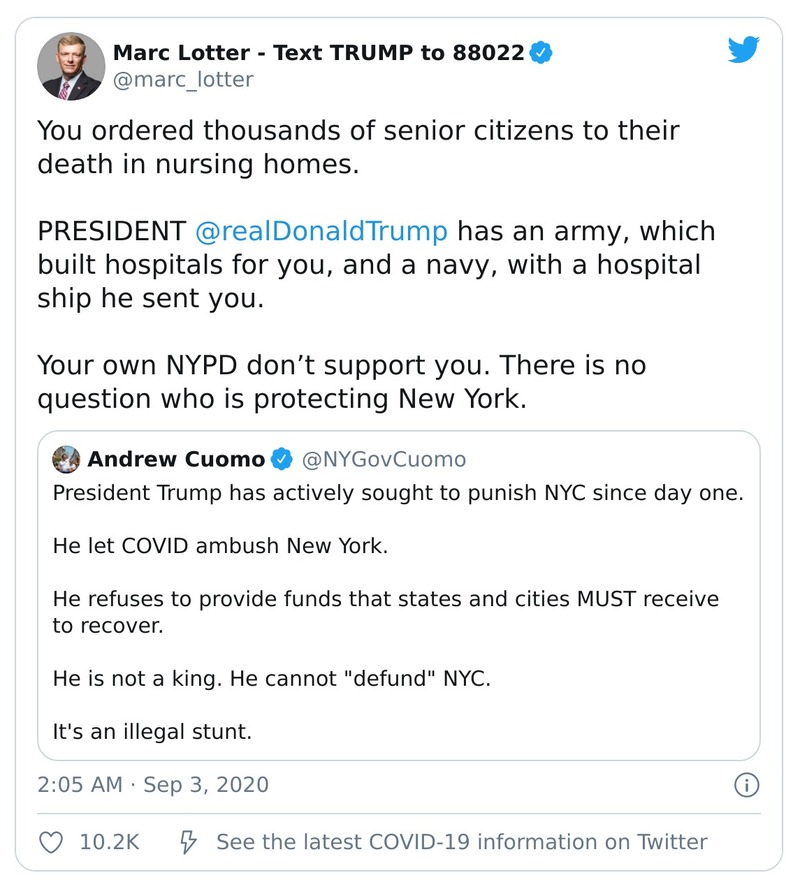 Marc Lotter - Text TRUMP to 88022
@marc_lotter
You ordered thousands of senior citizens to their
death in nursing homes.
PRESIDENT @realDonaldTrump has an army, which
built hospitals for you, and a navy, with a hospital
ship he sent you.
Your own NYPD don’t support you. There is no
question who is protecting New York.
Andrew Cuomo @NYGovCuomo
President Trump has actively sought to punish NYC since day one.
He let COVID ambush New York.
He refuses to provide funds that states and cities MUST receive
to recover.
He is not a king. He cannot "defund" NYC.
It's an illegal stunt.
2:05 AM · Sep 3, 2020
10.2K See the latest COVID-19 information on Twitter